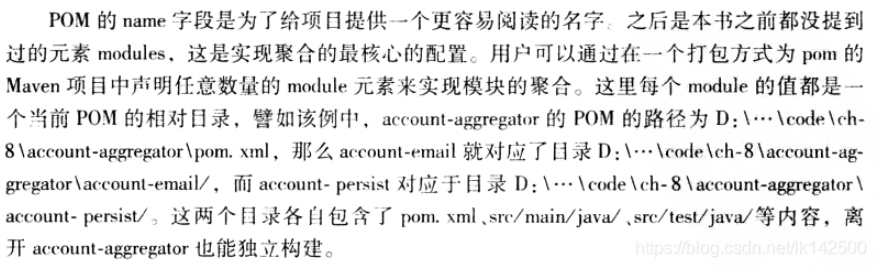 POM 的 name 字段是为了给项目提供一个更容易阅读的名字。之后是本书之前都没提到
过的元素 modules，这是实现聚合的最核心的配置。用户可以通过在一个打包方式为 pom 的
Maven 项目中声明任意数量的 module 元素来实现模块的聚合。这里每个 module 的值都是一
个当前 POM 的相对目录，譬如该例中，account-aggregator 的 POM 的路径为 D:\…\code\ch-
8\account-aggregator\pom. xml，那么 account-email 就对应了目录 D:\…\code\ch-8\account-ag-
gregator\account-email/，而 account- persist 对应于目录 D:\…\code\ch-8\account-aggregator\
account- persist/。这两个目录各自包含了 pom. xml、src/main/java/、src/test/java/等内容，离
开 account-aggregator 也能独立构建。
https://blog.csdn.net/lk142500